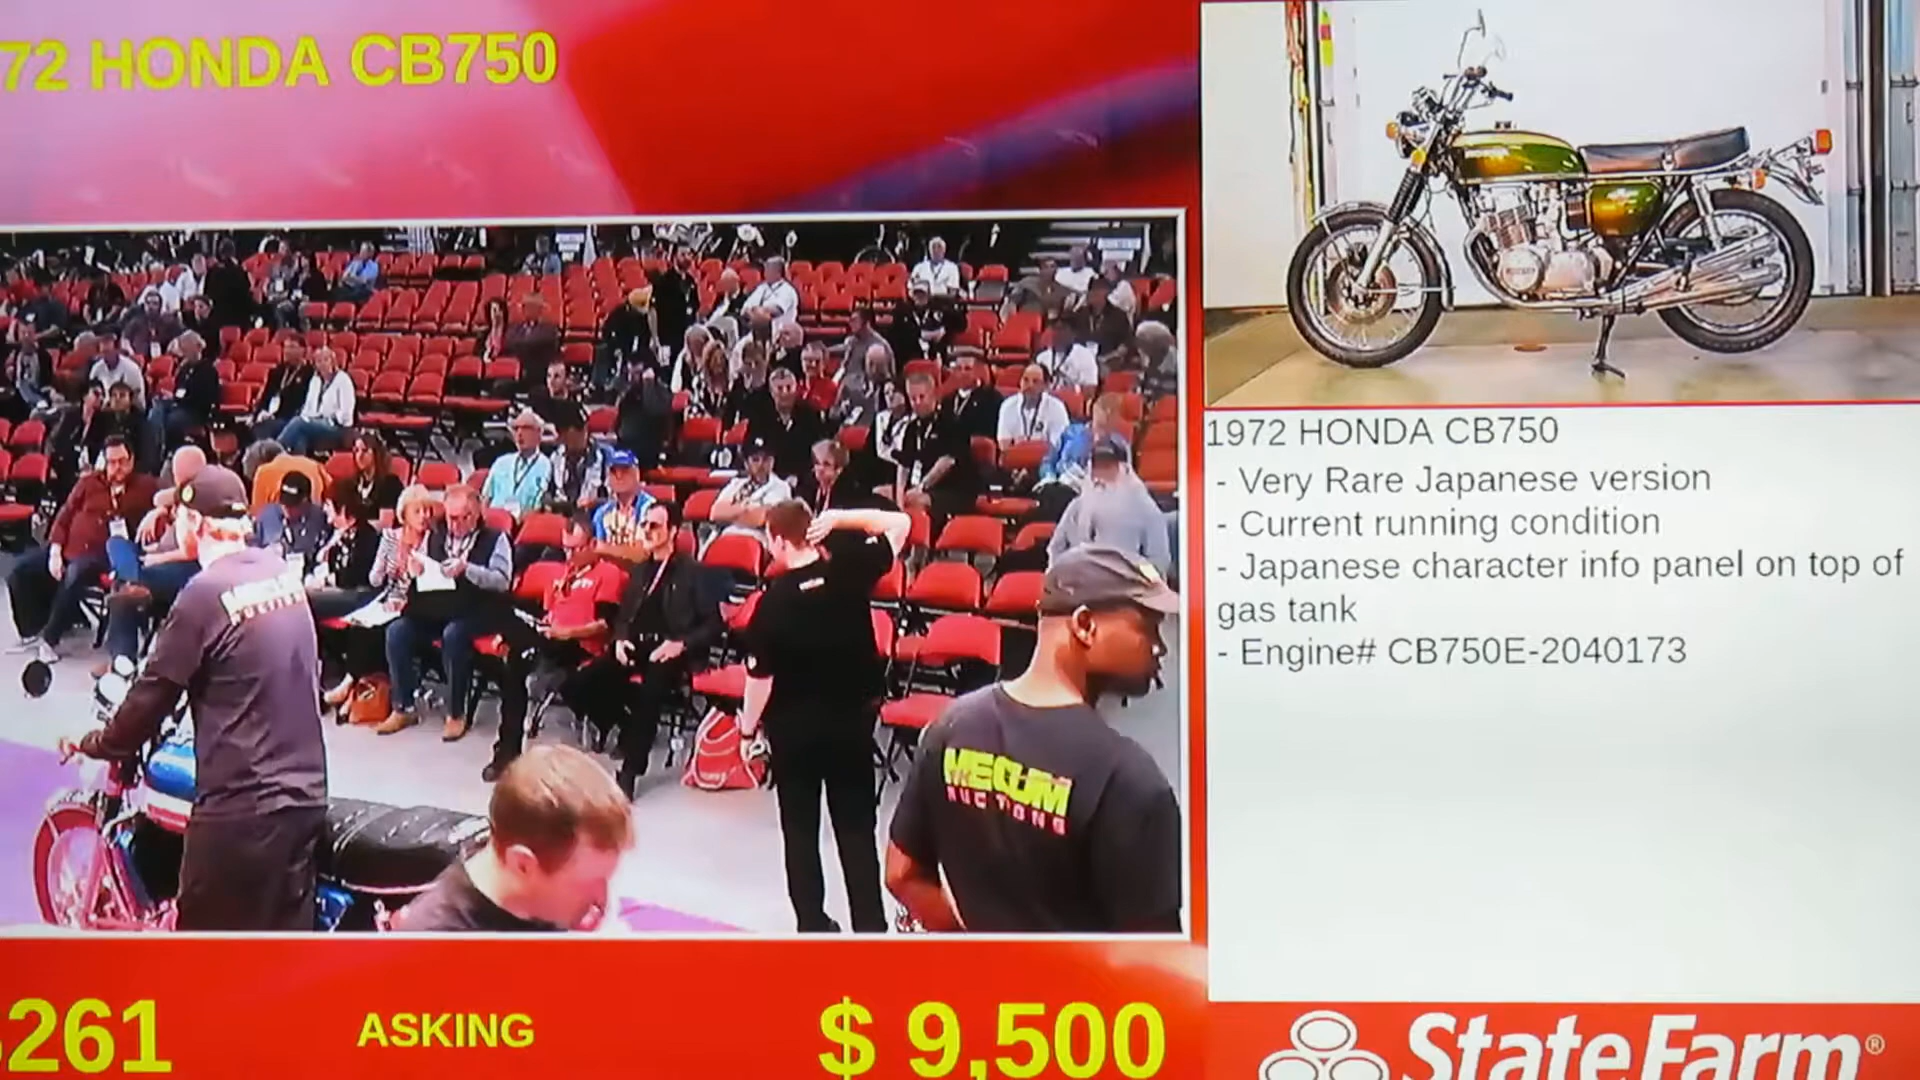 72 HONDA CB750
1972 HONDA CB750
- Very Rare Japanese version
- Current running condition
- Japanese character info panel on top of
gas tank
- Engine# CB750E-2040173
MECUM
AUCTIONS
261
ASKING
$ 9,500
StateFarm®